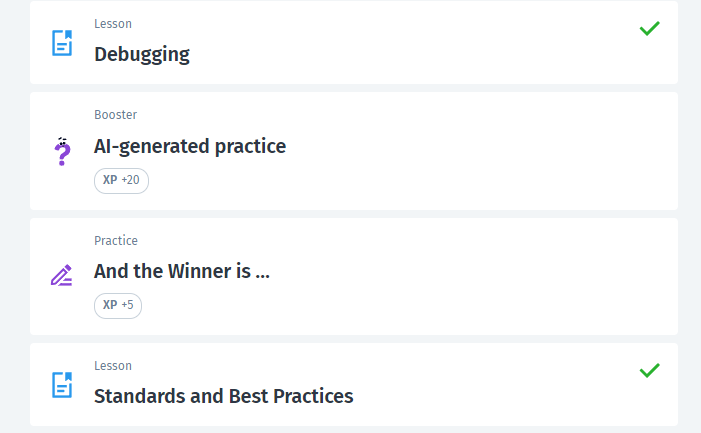 Lesson
Debugging
Booster
AI-generated practice
XP +20
Practice
And the Winner is ...
XP +5
Lesson
Standards and Best Practices